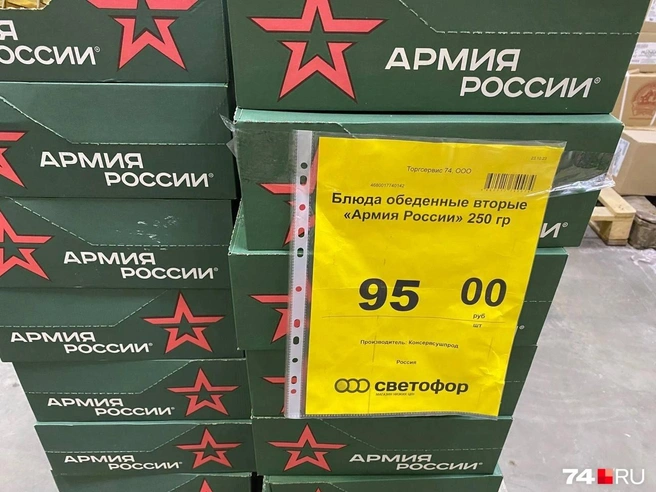 ИЯ
РОССИИ
АРМИЯ
РОССИИ®
АРМИЯ
РОССИИ®
АРМИЯ
РОССИИ®
АРМИЯ
РОССИИ®
АРМИЯ
РОССИИ®
АРМИЯ
РОССИИ®
АРМИЯ
РОССИИ®
Торгсервис 74, ООО
Блюда обеденные вторые
«Армия России» 250 гр
95 00
руб
шт
Производитель: Консервсушпрод
Россия
светофор
74.RU